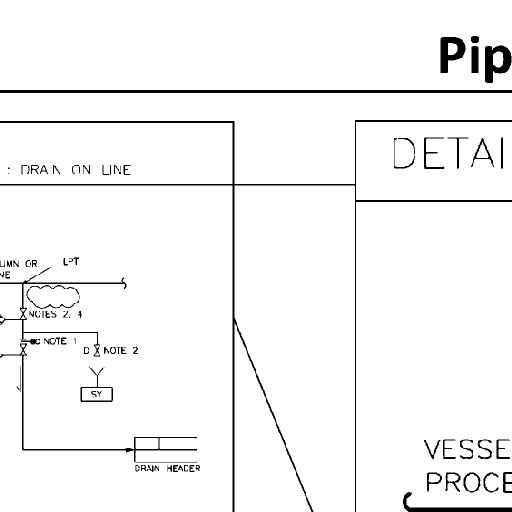 Pip
: DRAIN ON LINE
DETAI
UMN OR
NE
LPT
NOTES 2, 4
NOTE 1
D
NOTE 2
SY
DRAIN HEADER
VESSE
PROCE